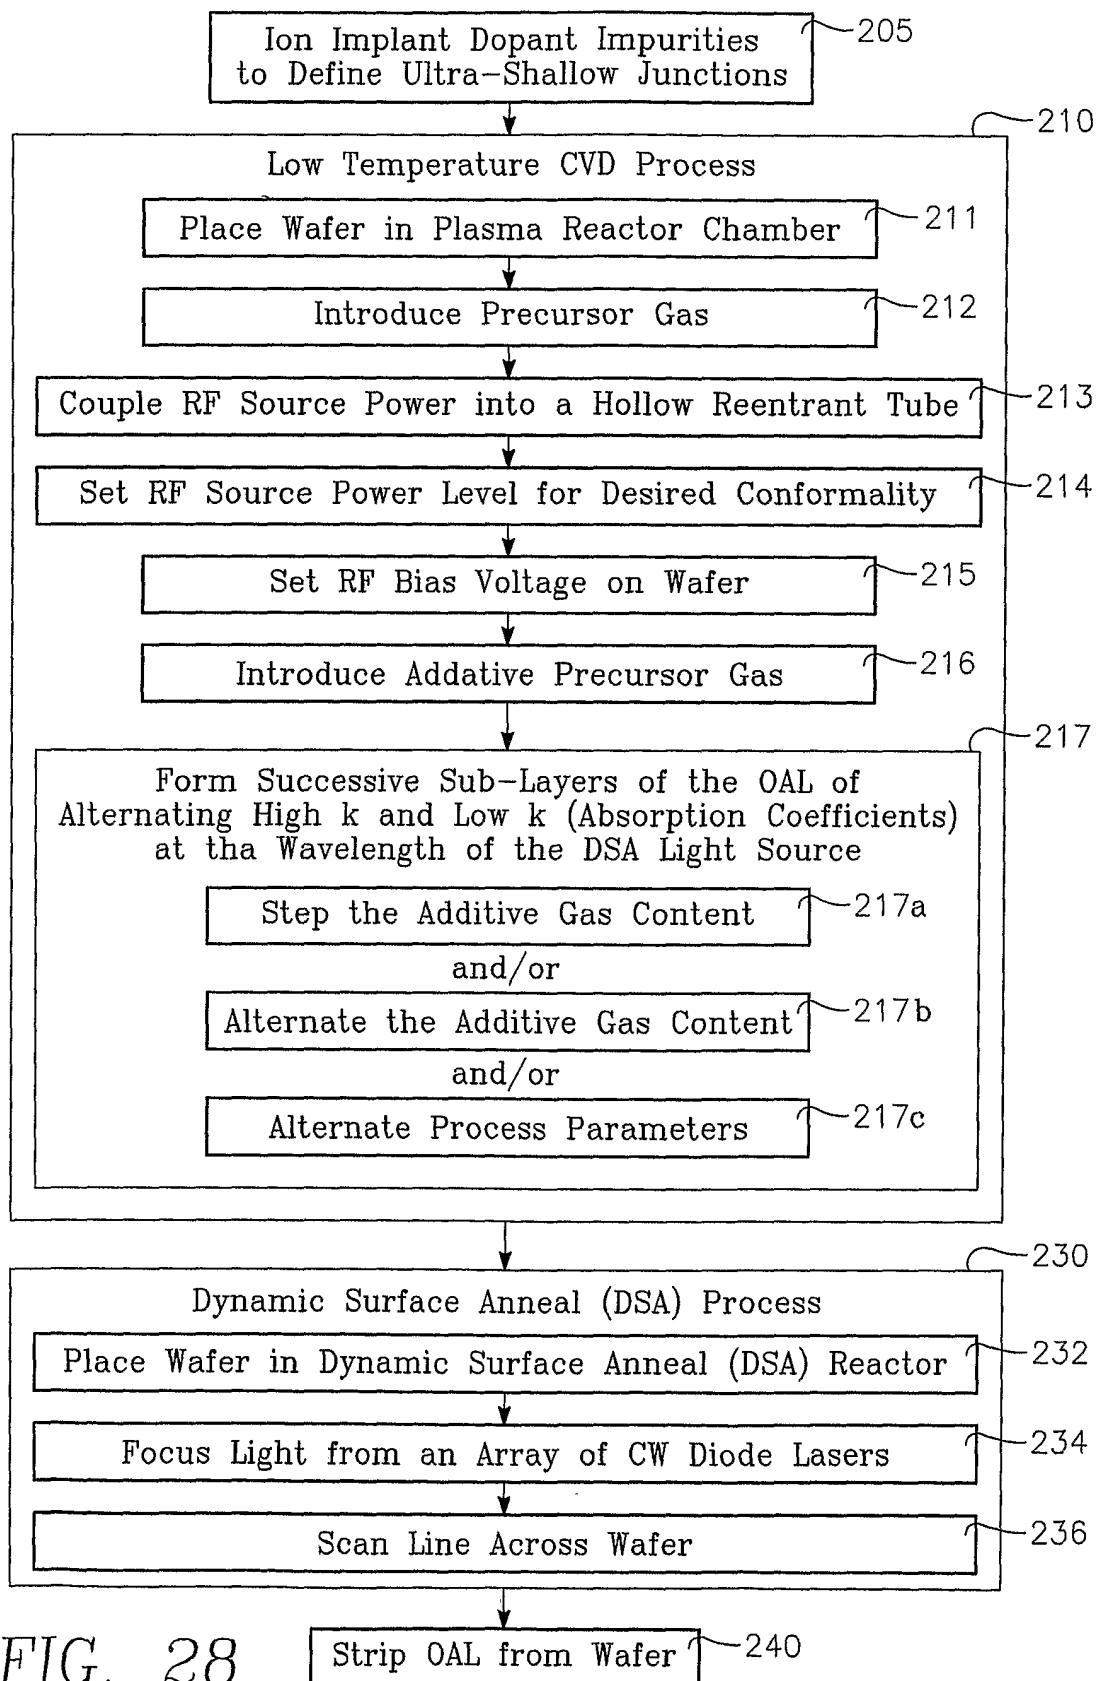 Ion Implant Dopant Impurities
to Define Ultra-Shallow Junctions
205
210
Low Temperature CVD Process
Place Wafer in Plasma Reactor Chamber
211
Introduce Precursor Gas
212
Couple RF Source Power into a Hollow Reentrant Tube
213
Set RF Source Power Level for Desired Conformality
214
Set RF Bias Voltage on Wafer
215
Introduce Addative Precursor Gas
216
217
Form Successive Sub-Layers of the OAL of
Alternating High k and Low k (Absorption Coefficients)
at tha Wavelength of the DSA Light Source
Step the Additive Gas Content
217a
and/or
Alternate the Additive Gas Content
217b
and/or
Alternate Process Parameters
217c
230
Dynamic Surface Anneal (DSA) Process
Place Wafer in Dynamic Surface Anneal (DSA) Reactor
232
Focus Light from an Array of CW Diode Lasers
234
Scan Line Across Wafer
236
Strip OAL from Wafer
240
FIG. 28